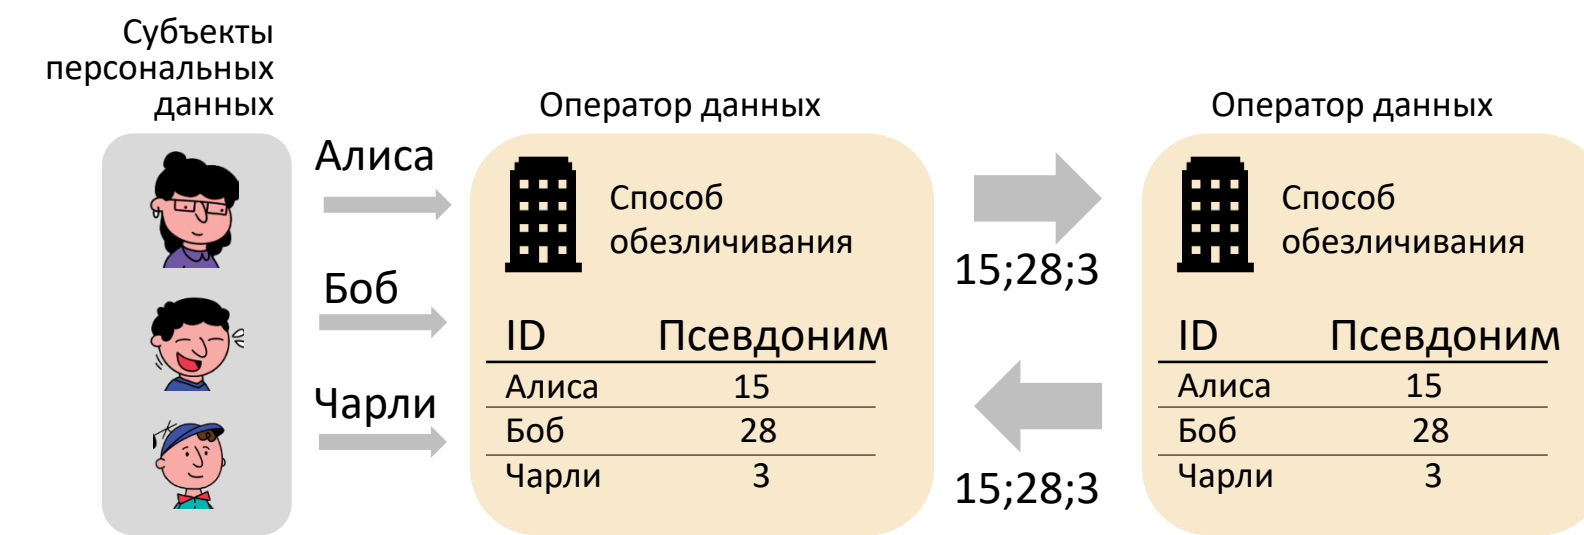 Субъекты
персональных
данных
Алиса
Боб
Чарли
Оператор данных
Способ
обезличивания
ID Псевдоним
Алиса 15
Боб 28
Чарли 3
15;28;3
15;28;3
Оператор данных
Способ
обезличивания
ID Псевдоним
Алиса 15
Боб 28
Чарли 3